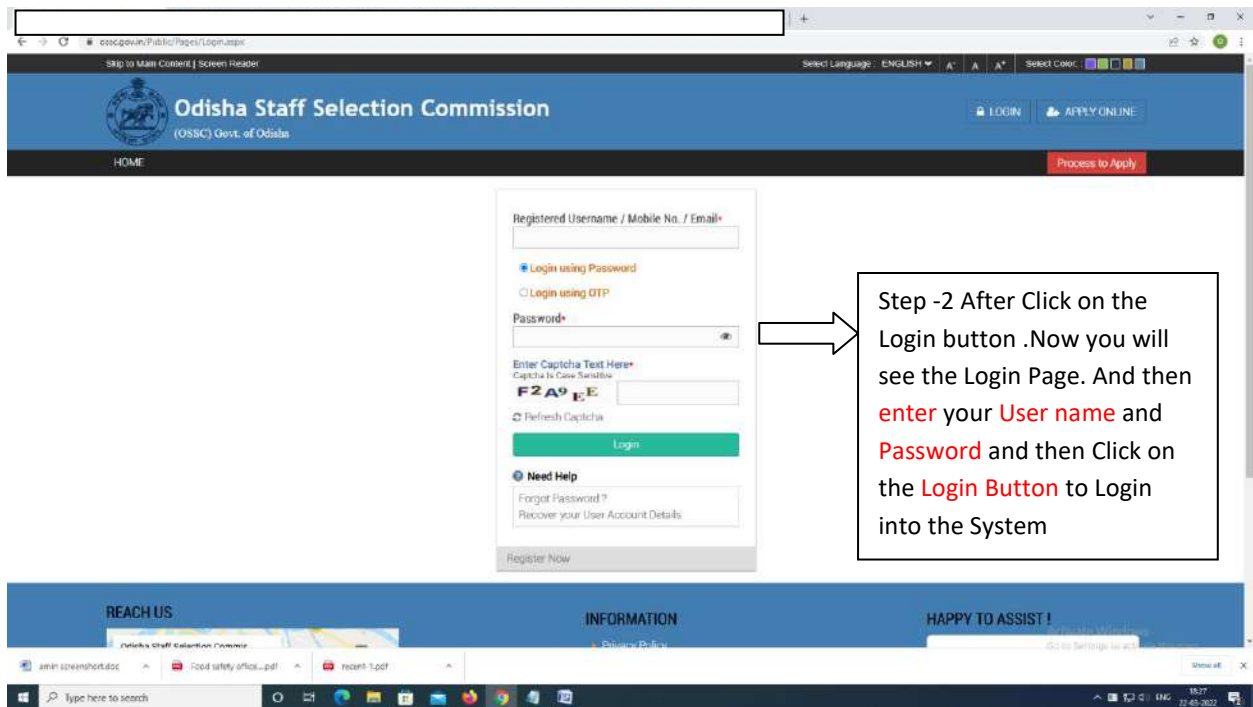 ossc.gov.in/Public/Pages/Login.aspx
Skip to Main Content | Screen Reader
Select Language : ENGLISH
A- A A+
Select Color:
Odisha Staff Selection Commission
(OSSC) Govt. of Odisha
LOGIN
APPLY ONLINE
HOME
Process to Apply
Registered Username / Mobile No. / Email*
Login using Password
Login using OTP
Password*
Enter Captcha Text Here*
Captcha Is Case Sensitive
F2A9EE
Refresh Captcha
Login
Need Help
Forgot Password ?
Recover your User Account Details
Register Now
Step -2 After Click on the
Login button .Now you will
see the Login Page. And then
enter your User name and
Password and then Click on
the Login Button to Login
into the System
REACH US
Odisha Staff Selection Commis...
INFORMATION
Privacy Policy
HAPPY TO ASSIST !
Activate Windows
Go to Settings to activate
amin screenshort.doc
Food safety office....pdf
recent-1.pdf
Show all
Type here to search
ENG
18:27
22-03-2022